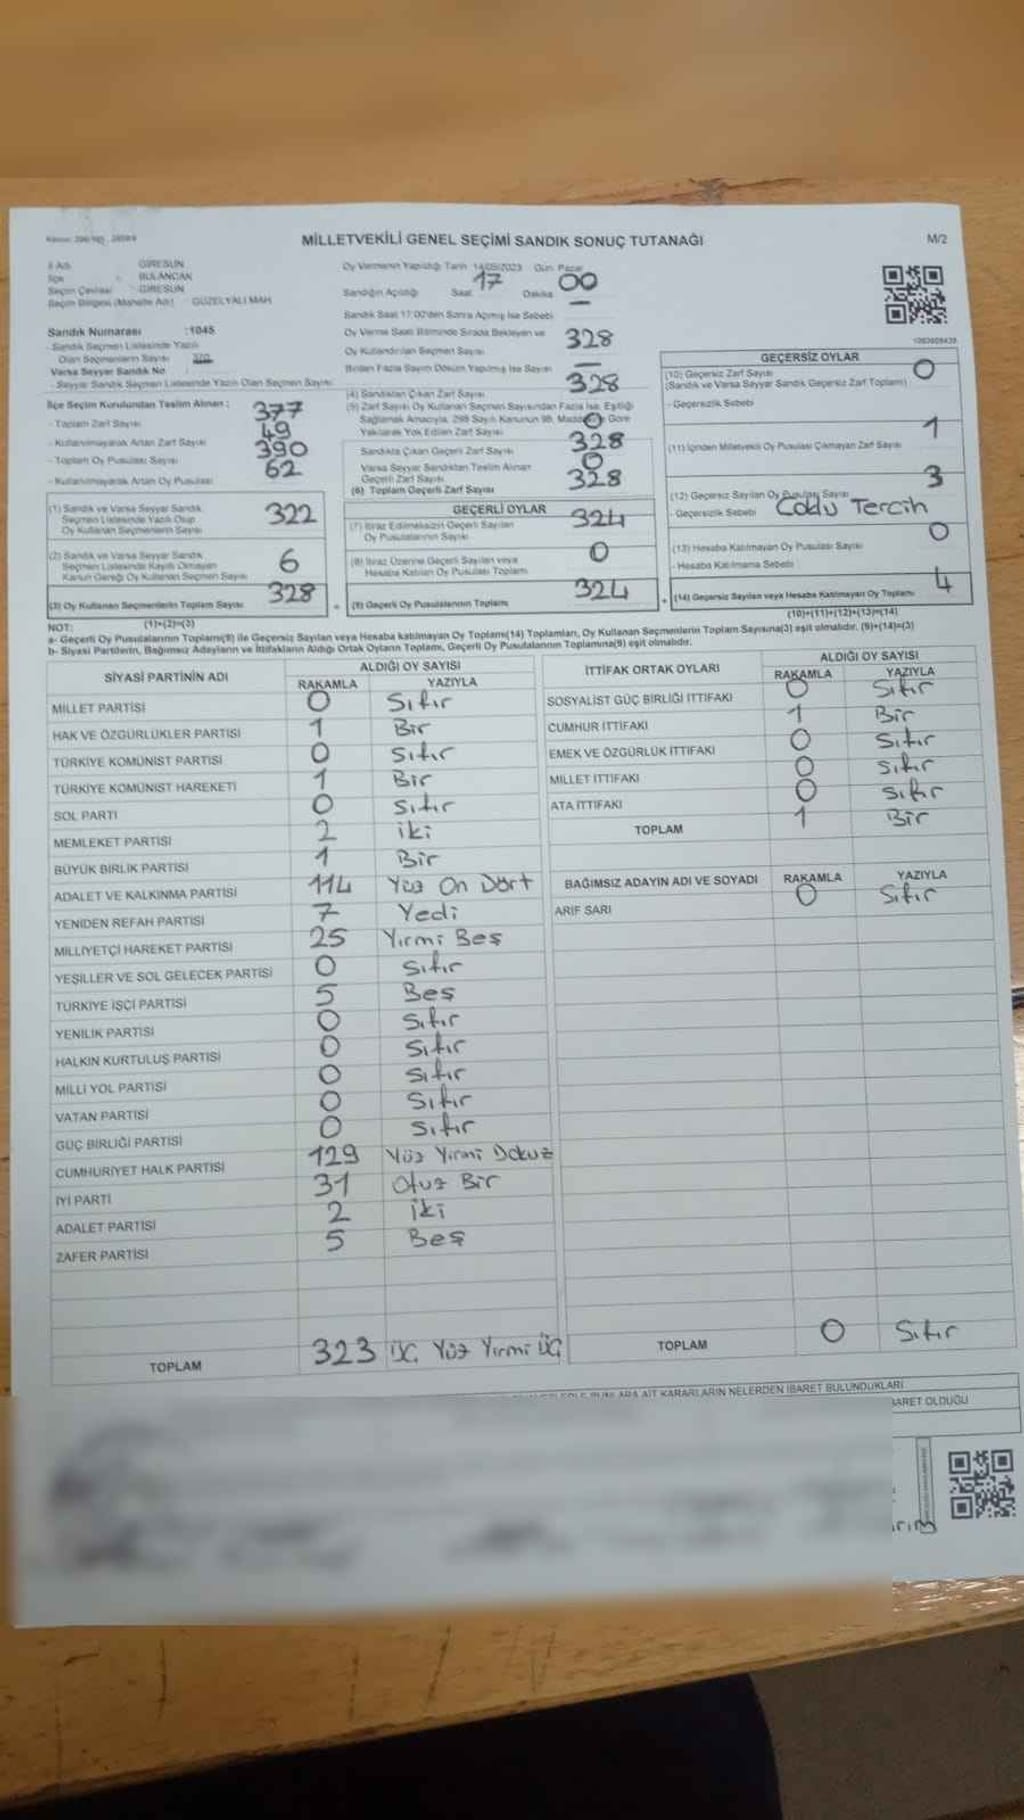 MİLLETVEKİLİ GENEL SEÇİMİ SANDIK SONUÇ TUTANAĞI
M/2
İl Adı GİRESUN
İlçe : BULANCAK
Seçim Çevresi : GİRESUN
Seçim Bölgesi (Mahalle Adı) : GÜZELYALI MAH
Sandık Numarası :1045
- Sandık Seçmen Listesinde Yazılı
Olan Seçmenlerin Sayısı
Varsa Seyyar Sandık No
- Seyyar Sandık Seçmen Listesinde Yazılı Olan Seçmen Sayısı
İlçe Seçim Kurulundan Teslim Alınan :
- Toplam Zarf Sayısı 377
- Kullanılmayarak Artan Zarf Sayısı 49
- Toplam Oy Pusulası Sayısı 390
- Kullanılmayarak Artan Oy Pusulası 62
(1) Sandık ve Varsa Seyyar Sandık
Seçmen Listesinde Yazılı Olup
Oy Kullanan Seçmenlerin Sayısı 322
(2) Sandık ve Varsa Seyyar Sandık
Seçmen Listesinde Kayıtlı Olmayan
Kanun Gereği Oy Kullanan Seçmen Sayısı 6
(3) Oy Kullanan Seçmenlerin Toplam Sayısı 328
(1)+(2)=(3)
Oy Vermenin Yapıldığı Tarih 14/05/2023 Gün Pazar
Sandığın Açıldığı Saat 17 Dakika 00
Sandık Saat 17:00'den Sonra Açılmış İse Sebebi —
Oy Verme Saati Bitiminde Sırada Bekleyen ve
Oy Kullandırılan Seçmen Sayısı 328
Birden Fazla Sayım Döküm Yapılmış İse Sayısı —
(4) Sandıktan Çıkan Zarf Sayısı 328
(5) Zarf Sayısı Oy Kullanan Seçmen Sayısından Fazla İse, Eşitliği
Sağlamak Amacıyla, 298 Sayılı Kanunun 98. Maddesine Göre
Yakılarak Yok Edilen Zarf Sayısı 0
Sandıkta Çıkan Geçerli Zarf Sayısı 328
Varsa Seyyar Sandıktan Teslim Alınan
Geçerli Zarf Sayısı 0
(6) Toplam Geçerli Zarf Sayısı 328
GEÇERLİ OYLAR
(7) İtiraz Edilmeksizin Geçerli Sayılan
Oy Pusulalarının Sayısı 324
(8) İtiraz Üzerine Geçerli Sayılan veya
Hesaba Katılan Oy Pusulası Toplamı 0
(9) Geçerli Oy Pusulalarının Toplamı 324
GEÇERSİZ OYLAR
(10) Geçersiz Zarf Sayısı 0
(Sandık ve Varsa Seyyar Sandık Geçersiz Zarf Toplamı)
- Geçersizlik Sebebi
(11) İçinden Milletvekili Oy Pusulası Çıkmayan Zarf Sayısı 1
(12) Geçersiz Sayılan Oy Pusulası Sayısı 3
- Geçersizlik Sebebi Çoklu Tercih
(13) Hesaba Katılmayan Oy Pusulası Sayısı 0
- Hesaba Katılmama Sebebi
+ (14) Geçersiz Sayılan veya Hesaba Katılmayan Oy Toplamı 4
(10)+(11)+(12)+(13)=(14)
NOT:
a- Geçerli Oy Pusulalarının Toplamı(9) ile Geçersiz Sayılan veya Hesaba katılmayan Oy Toplamı(14) Toplamları, Oy Kullanan Seçmenlerin Toplam Sayısına(3) eşit olmalıdır. (9)+(14)=(3)
b- Siyasi Partilerin, Bağımsız Adayların ve İttifakların Aldığı Ortak Oyların Toplamı, Geçerli Oy Pusulalarının Toplamına(9) eşit olmalıdır.
SİYASİ PARTİNİN ADI ALDIĞI OY SAYISI
RAKAMLA YAZIYLA
MİLLET PARTİSİ 0 Sıfır
HAK VE ÖZGÜRLÜKLER PARTİSİ 1 Bir
TÜRKİYE KOMÜNİST PARTİSİ 0 Sıfır
TÜRKİYE KOMÜNİST HAREKETİ 1 Bir
SOL PARTİ 0 Sıfır
MEMLEKET PARTİSİ 2 iki
BÜYÜK BİRLİK PARTİSİ 1 Bir
ADALET VE KALKINMA PARTİSİ 114 Yüz On Dört
YENİDEN REFAH PARTİSİ 7 Yedi
MİLLİYETÇİ HAREKET PARTİSİ 25 Yirmi Beş
YEŞİLLER VE SOL GELECEK PARTİSİ 0 Sıfır
TÜRKİYE İŞÇİ PARTİSİ 5 Beş
YENİLİK PARTİSİ 0 Sıfır
HALKIN KURTULUŞ PARTİSİ 0 Sıfır
MİLLİ YOL PARTİSİ 0 Sıfır
VATAN PARTİSİ 0 Sıfır
GÜÇ BİRLİĞİ PARTİSİ 0 Sıfır
CUMHURİYET HALK PARTİSİ 129 Yüz Yirmi Dokuz
İYİ PARTİ 31 Otuz Bir
ADALET PARTİSİ 2 iki
ZAFER PARTİSİ 5 Beş
TOPLAM 323 Üç Yüz Yirmi Üç
İTTİFAK ORTAK OYLARI ALDIĞI OY SAYISI
RAKAMLA YAZIYLA
SOSYALİST GÜÇ BİRLİĞİ İTTİFAKI 0 Sıfır
CUMHUR İTTİFAKI 1 Bir
EMEK VE ÖZGÜRLÜK İTTİFAKI 0 Sıfır
MİLLET İTTİFAKI 0 Sıfır
ATA İTTİFAKI 0 Sıfır
TOPLAM 1 Bir
BAĞIMSIZ ADAYIN ADI VE SOYADI RAKAMLA YAZIYLA
ARİF SARI 0 Sıfır
TOPLAM 0 Sıfır
AİT KARARLARIN NELERDEN İBARET BULUNDUKLARI
OLDUĞU